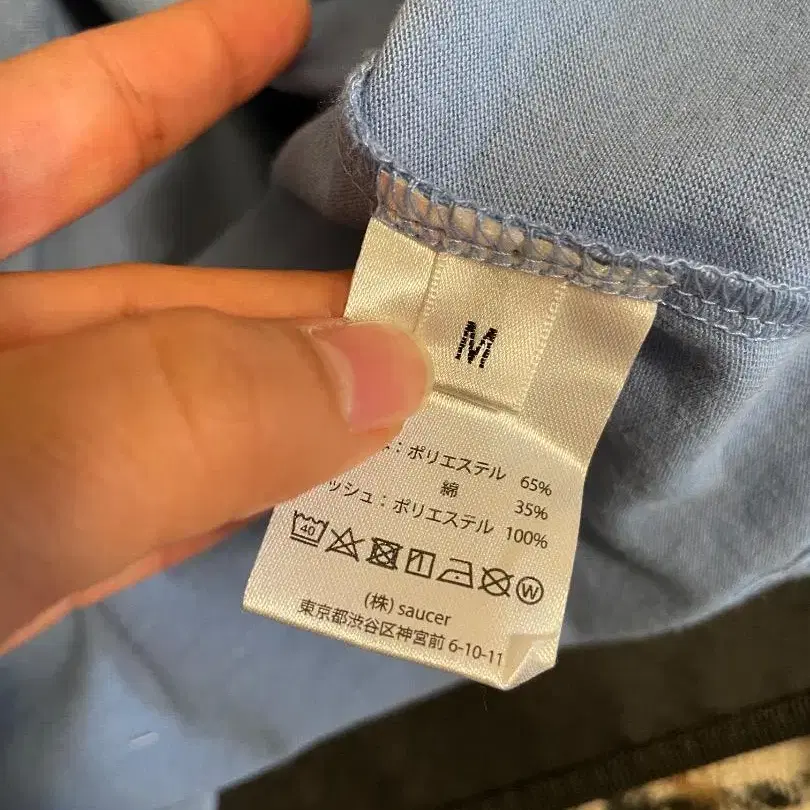 M
：ポリエステル 65%
綿 35%
ッシュ：ポリエステル 100%
40 W
(株) saucer
東京都渋谷区神宮前 6-10-11